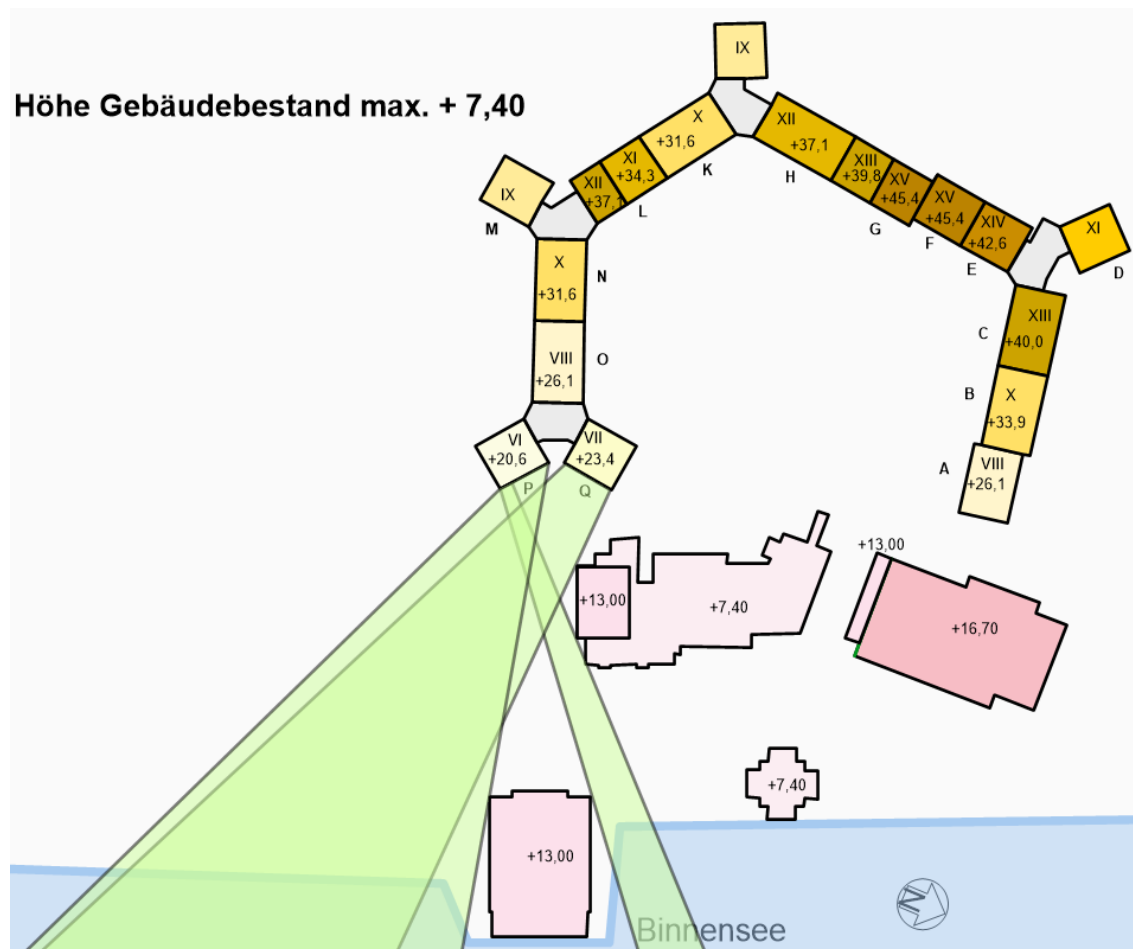 IX
Höhe Gebäudebestand max. + 7,40
X
+31,6
K
XII
+37,1
H
XI
+34,3
L
XII
+37,1
IX
M
XIII
+39,8
XV
+45,4
G
XV
+45,4
F
XIV
+42,6
E
XI
D
X
+31,6
N
XIII
+40,0
C
VIII
+26,1
O
X
+33,9
B
VI
+20,6
P
VII
+23,4
Q
VIII
+26,1
A
+13,00
+13,00
+7,40
+16,70
+7,40
+13,00
N
Binnensee